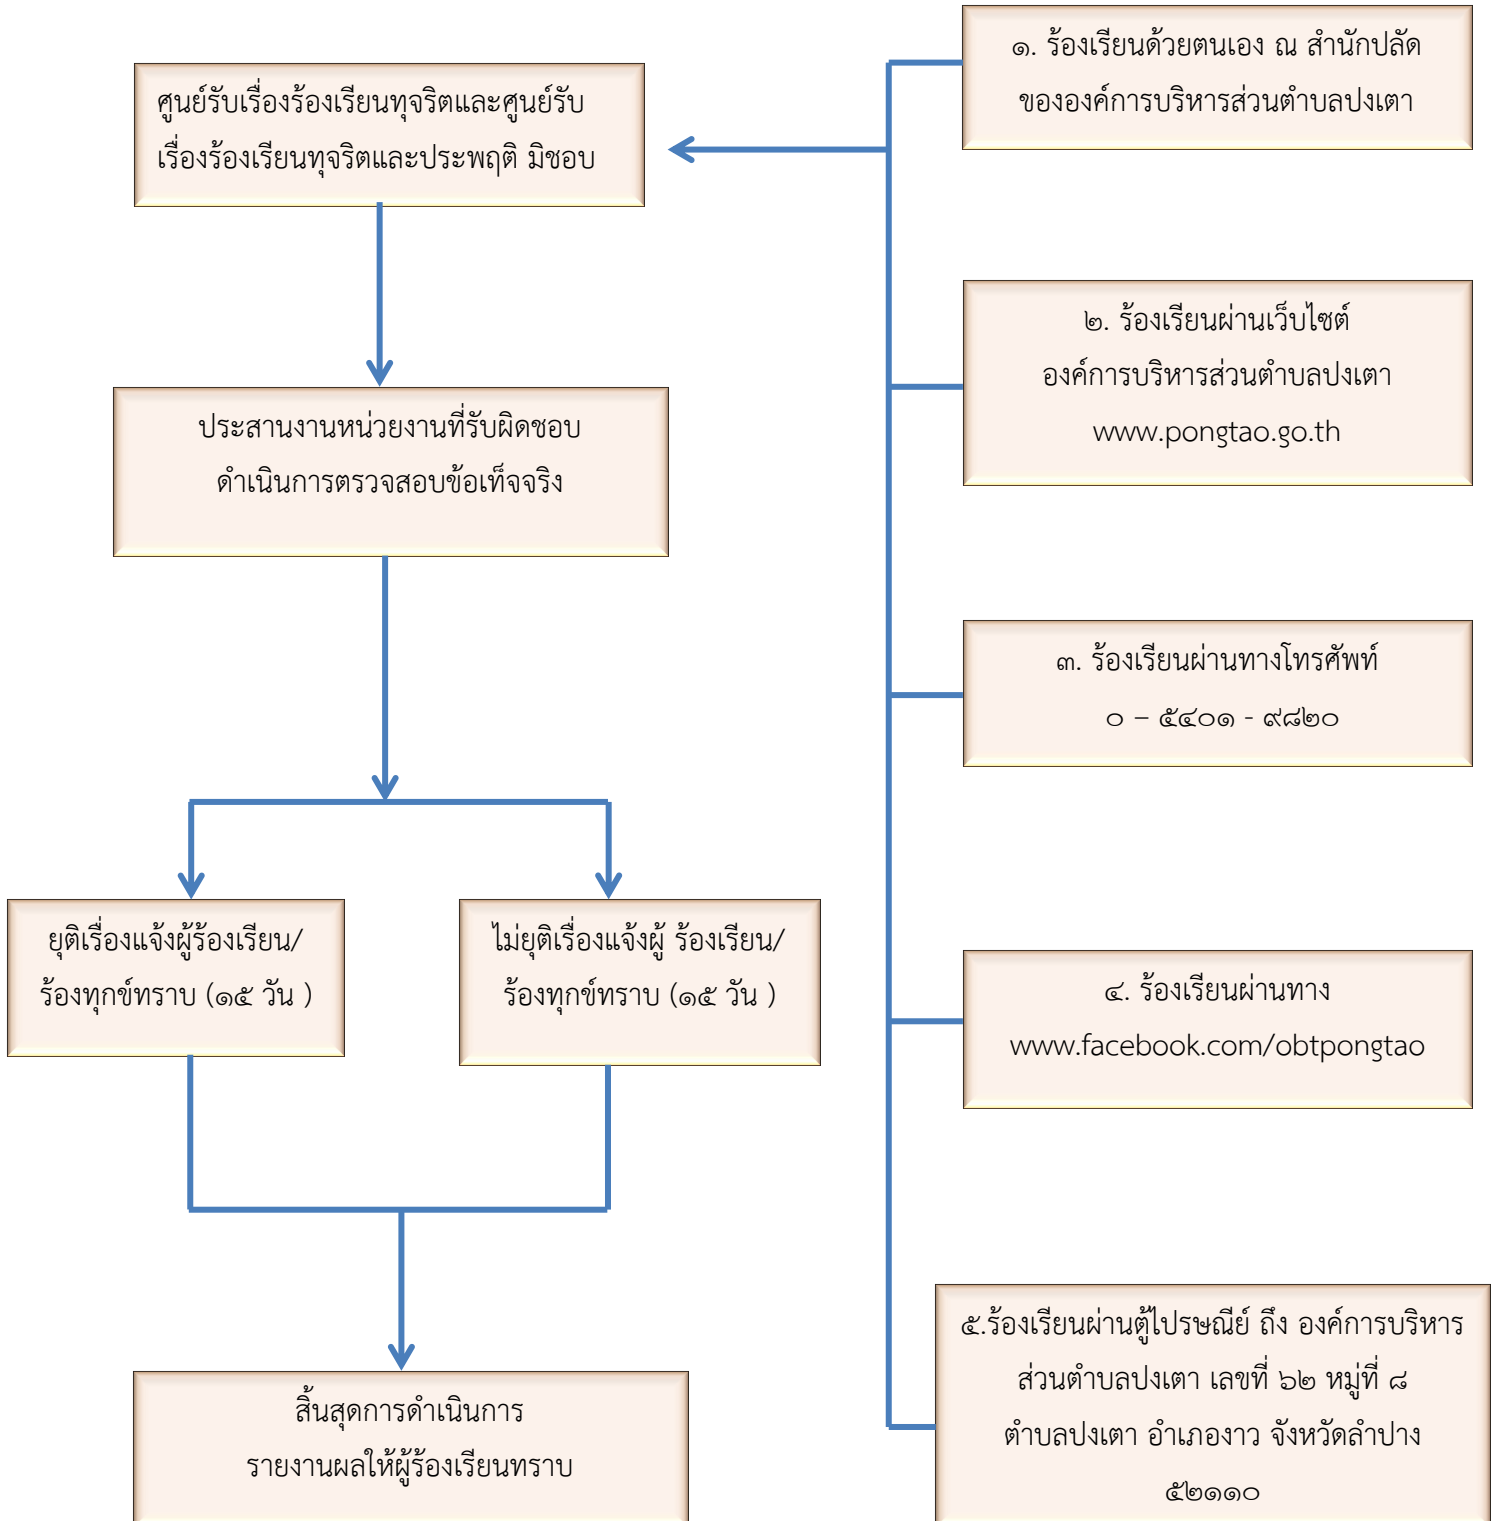 ศูนย์รับเรื่องร้องเรียนทุจริตและศูนย์รับ
เรื่องร้องเรียนทุจริตและประพฤติ มิชอบ
ประสานงานหน่วยงานที่รับผิดชอบ
ดำเนินการตรวจสอบข้อเท็จจริง
ยุติเรื่องแจ้งผู้ร้องเรียน/
ร้องทุกข์ทราบ (๑๕ วัน )
ไม่ยุติเรื่องแจ้งผู้ ร้องเรียน/
ร้องทุกข์ทราบ (๑๕ วัน )
สิ้นสุดการดำเนินการ
รายงานผลให้ผู้ร้องเรียนทราบ
๑. ร้องเรียนด้วยตนเอง ณ สำนักปลัด
ขององค์การบริหารส่วนตำบลปงเตา
๒. ร้องเรียนผ่านเว็บไซต์
องค์การบริหารส่วนตำบลปงเตา
www.pongtao.go.th
๓. ร้องเรียนผ่านทางโทรศัพท์
๐ – ๕๔๐๑ - ๙๘๒๐
๔. ร้องเรียนผ่านทาง
www.facebook.com/obtpongtao
๕.ร้องเรียนผ่านตู้ไปรษณีย์ ถึง องค์การบริหาร
ส่วนตำบลปงเตา เลขที่ ๖๒ หมู่ที่ ๘
ตำบลปงเตา อำเภองาว จังหวัดลำปาง
๕๒๑๑๐